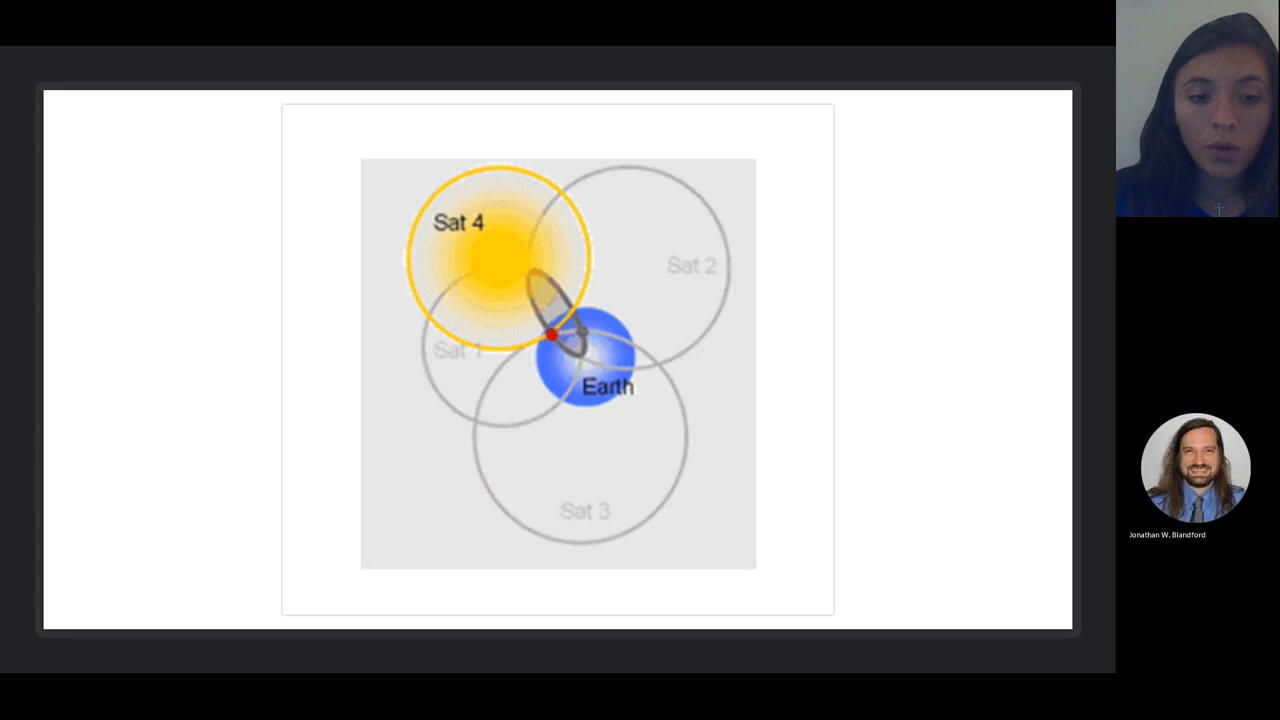 Sat 4
Sat 2
Sat 1
Earth
Sat 3
Jonathan W. Blandford